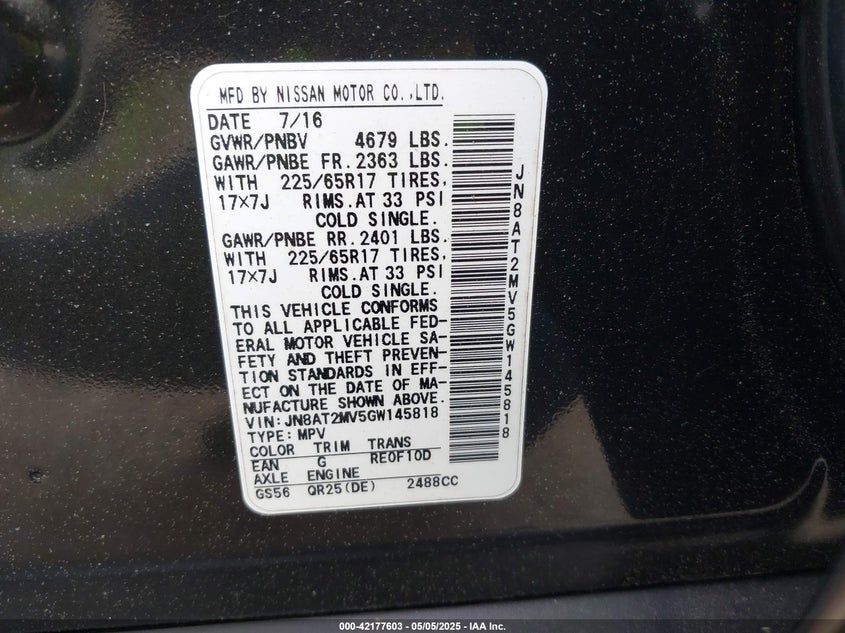 MFD BY NISSAN MOTOR CO.,LTD.
DATE 7/16
GVWR/PNBV 4679 LBS.
GAWR/PNBE FR. 2363 LBS.
WITH 225/65R17 TIRES,
17×7J RIMS. AT 33 PSI
COLD SINGLE.
GAWR/PNBE RR. 2401 LBS.
WITH 225/65R17 TIRES,
17×7J RIMS. AT 33 PSI
COLD SINGLE.
THIS VEHICLE CONFORMS
TO ALL APPLICABLE FED-
ERAL MOTOR VEHICLE SA-
FETY AND THEFT PREVEN-
TION STANDARDS IN EFF-
ECT ON THE DATE OF MA-
NUFACTURE SHOWN ABOVE.
VIN: JN8AT2MV5GW145818
TYPE: MPV
COLOR TRIM TRANS
EAN G RE0F10D
AXLE ENGINE
GS56 QR25(DE) 2488CC
JN8AT2MV5GW145818
000-42177603 — 05/05/2025 — IAA Inc.